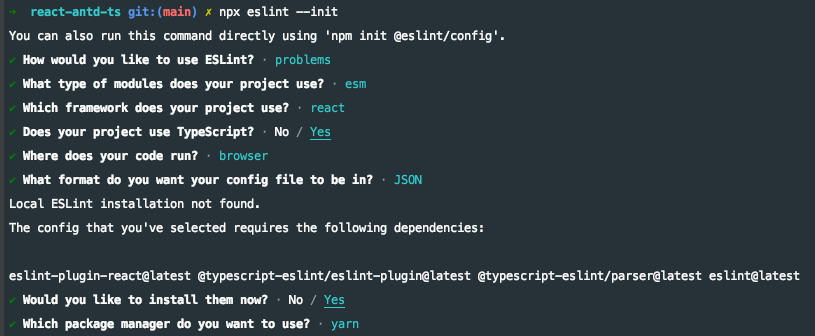 → react-antd-ts git:(main) ✗ npx eslint --init
You can also run this command directly using 'npm init @eslint/config'.
✔ How would you like to use ESLint? · problems
✔ What type of modules does your project use? · esm
✔ Which framework does your project use? · react
✔ Does your project use TypeScript? · No / Yes
✔ Where does your code run? · browser
✔ What format do you want your config file to be in? · JSON
Local ESLint installation not found.
The config that you've selected requires the following dependencies:
eslint-plugin-react@latest @typescript-eslint/eslint-plugin@latest @typescript-eslint/parser@latest eslint@latest
✔ Would you like to install them now? · No / Yes
✔ Which package manager do you want to use? · yarn